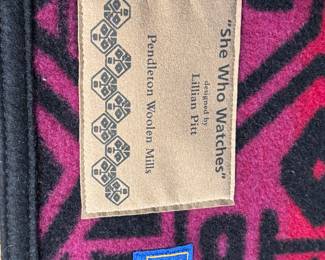 "She Who Watches"
designed by
Lillian Pitt
Pendleton Woolen Mills